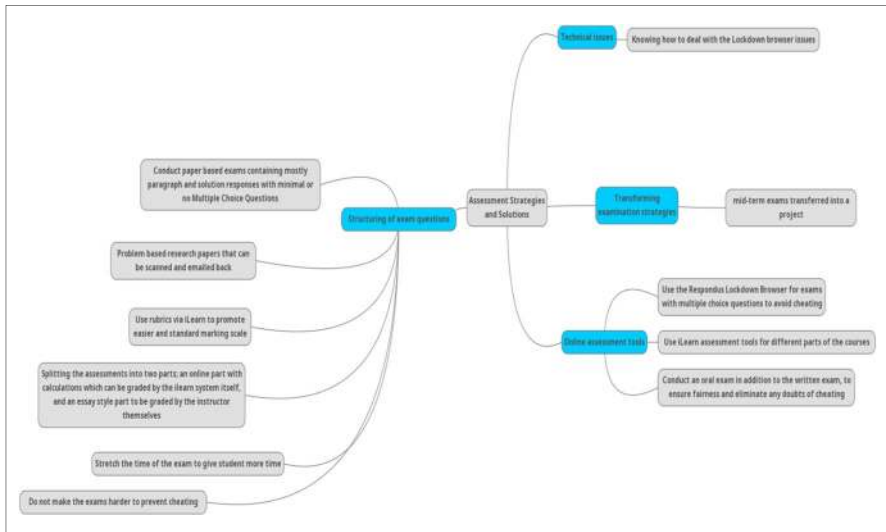 Technical issues
Knowing how to deal with the Lockdown browser issues
Conduct paper based exams containing mostly
paragraph and solution responses with minimal or
no Multiple Choice Questions
Structuring of exam questions
Assessment Strategies
and Solutions
Transforming
examination strategies
mid-term exams transferred into a
project
Problem based research papers that can
be scanned and emailed back
Use rubrics via iLearn to promote
easier and standard marking scale
Splitting the assessments into two parts; an online part with
calculations which can be graded by the ilearn system itself,
and an essay style part to be graded by the instructor
themselves
Stretch the time of the exam to give student more time
Do not make the exams harder to prevent cheating
Online assessment tools
Use the Respondus Lockdown Browser for exams
with multiple choice questions to avoid cheating
Use iLearn assessment tools for different parts of the courses
Conduct an oral exam in addition to the written exam, to
ensure fairness and eliminate any doubts of cheating